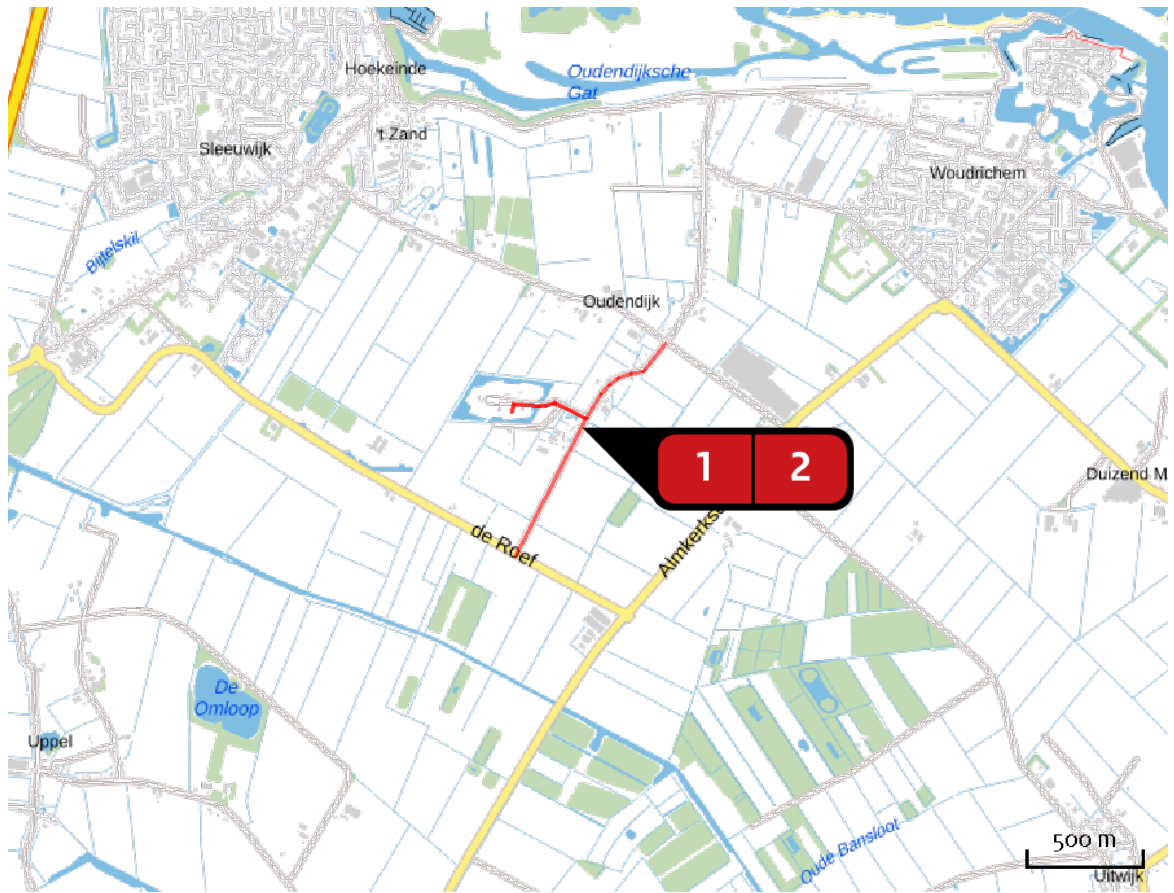 Hoekeinde
Oudendijksche
Gat
't Zand
Sleeuwijk
Woudrichem
Bijtelskil
Oudendijk
1 2
Duizend M
de Roef
Almkerks
De
Omloop
Uppel
Oude Bansloot
500 m
Uitwijk